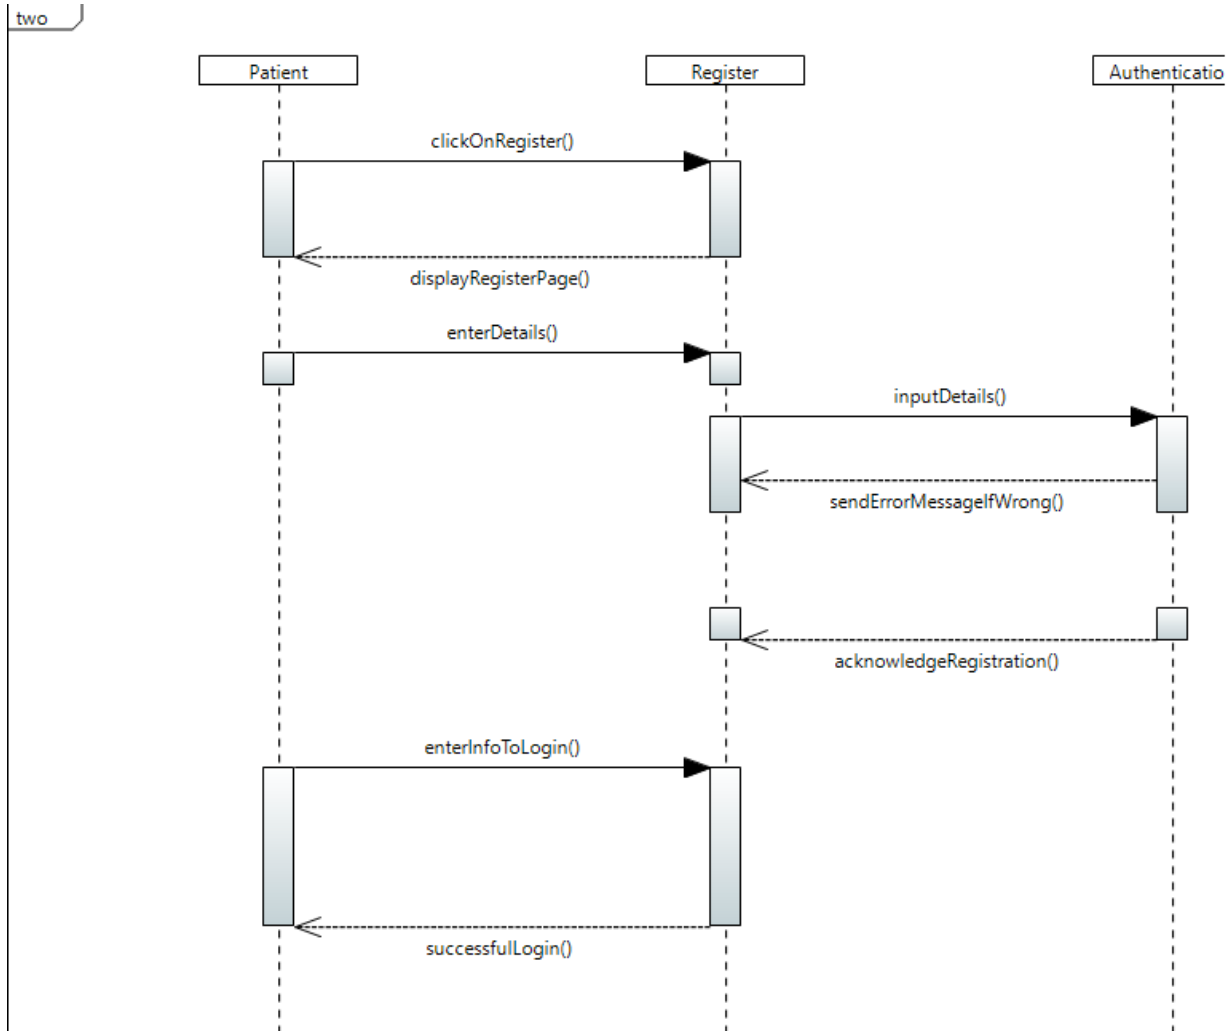 two
Patient
Register
Authenticatio
clickOnRegister()
displayRegisterPage()
enterDetails()
inputDetails()
sendErrorMessageIfWrong()
acknowledgeRegistration()
enterInfoToLogin()
successfulLogin()